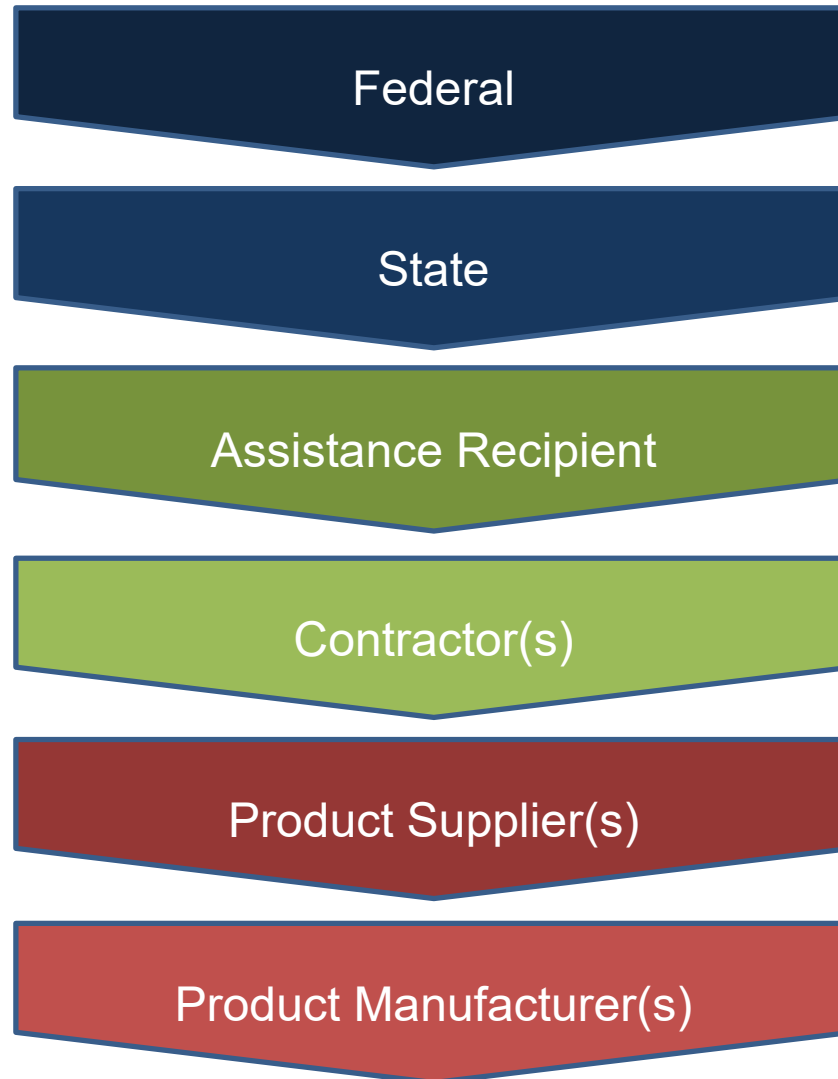 Federal
State
Assistance Recipient
Contractor(s)
Product Supplier(s)
Product Manufacturer(s)